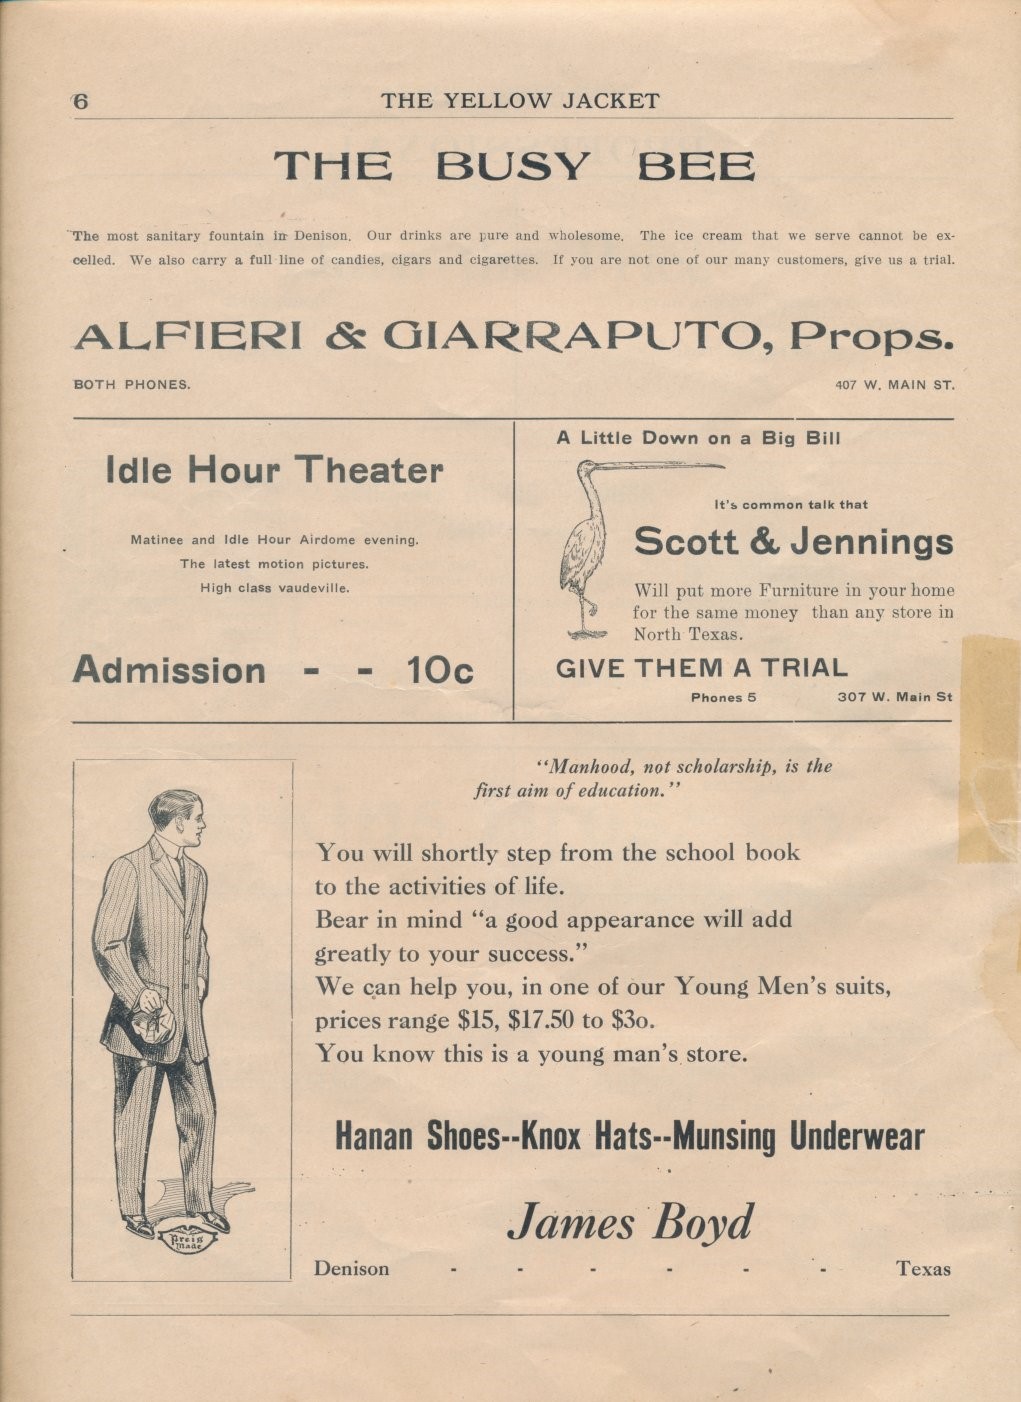 6
THE YELLOW JACKET
THE BUSY BEE
The most sanitary fountain in Denison. Our drinks are pure and wholesome. The ice cream that we serve cannot be ex-
celled. We also carry a full line of candies, cigars and cigarettes. If you are not one of our many customers, give us a trial.
ALFIERI & GIARRAPUTO, Props.
BOTH PHONES.
407 W. MAIN ST.
Idle Hour Theater
Matinee and Idle Hour Airdome evening.
The latest motion pictures.
High class vaudeville.
Admission - - 10c
A Little Down on a Big Bill
It's common talk that
Scott & Jennings
Will put more Furniture in your home
for the same money than any store in
North Texas.
GIVE THEM A TRIAL
Phones 5
307 W. Main St
"Manhood, not scholarship, is the
first aim of education."
You will shortly step from the school book
to the activities of life.
Bear in mind "a good appearance will add
greatly to your success."
We can help you, in one of our Young Men's suits,
prices range $15, $17.50 to $3o.
You know this is a young man's store.
Hanan Shoes--Knox Hats--Munsing Underwear
James Boyd
Denison - - - - - - Texas
Preis
Made